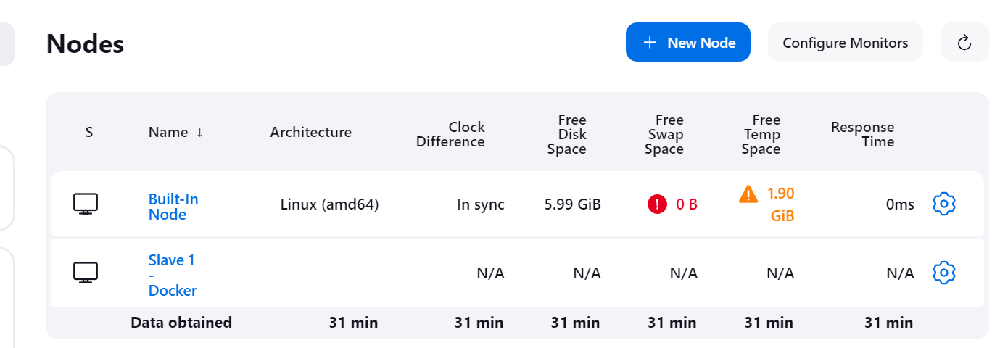 Nodes
+ New Node
Configure Monitors
S
Name ↓
Architecture
Clock
Difference
Free
Disk
Space
Free
Swap
Space
Free
Temp
Space
Response
Time
Built-In
Node
Linux (amd64)
In sync
5.99 GiB
0 B
1.90
GiB
0ms
Slave 1
-
Docker
N/A
N/A
N/A
N/A
N/A
Data obtained
31 min
31 min
31 min
31 min
31 min
31 min